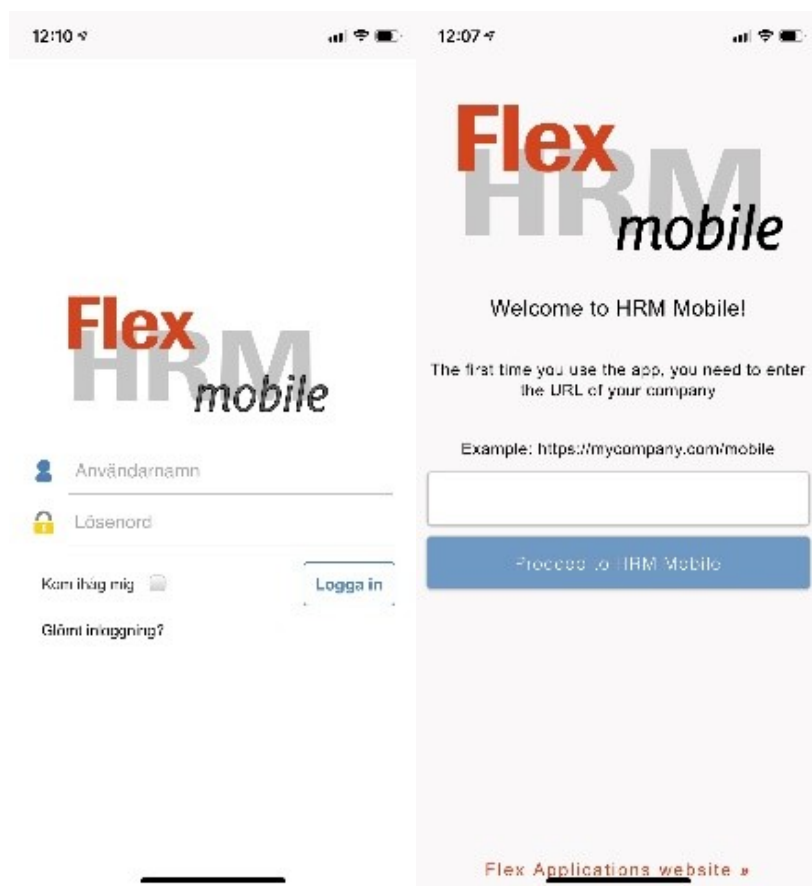 12:10
Flex
HRM
mobile
Användarnamn
Lösenord
Kom ihåg mig
Logga in
Glömt inloggning?
12:07
Flex
HRM
mobile
Welcome to HRM Mobile!
The first time you use the app, you need to enter
the URL of your company
Example: https://mycompany.com/mobile
Proceed to HRM Mobile
Flex Applications website »